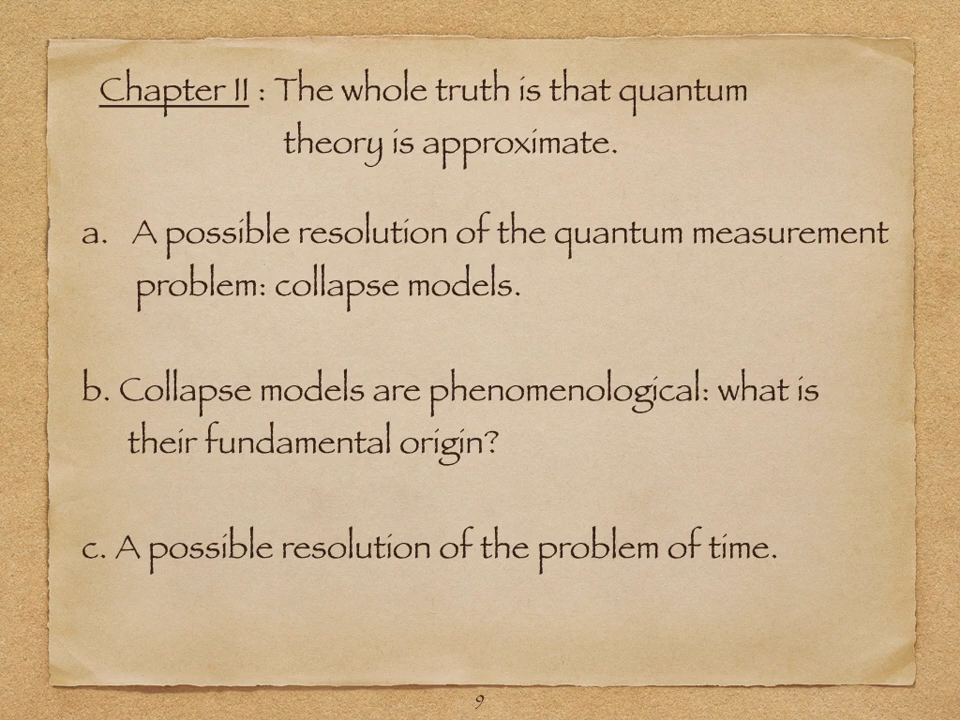 Chapter II : The whole truth is that quantum
theory is approximate.
a. A possible resolution of the quantum measurement
problem: collapse models.
b. Collapse models are phenomenological: what is
their fundamental origin?
c. A possible resolution of the problem of time.
9